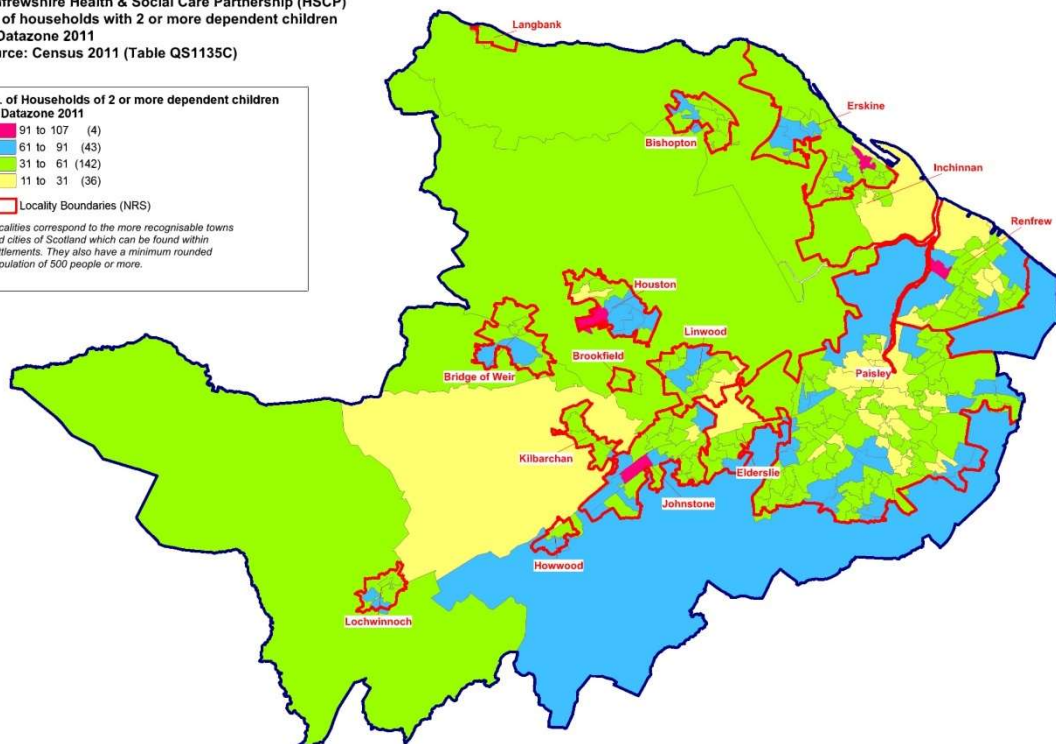 nfrewshire Health & Social Care Partnership (HSCP)
of households with 2 or more dependent children
Datazone 2011
urce: Census 2011 (Table QS1135C)
. of Households of 2 or more dependent children
Datazone 2011
91 to 107 (4)
61 to 91 (43)
31 to 61 (142)
11 to 31 (36)
Locality Boundaries (NRS)
calities correspond to the more recognisable towns
d cities of Scotland which can be found within
ttlements. They also have a minimum rounded
pulation of 500 people or more.
Langbank
Erskine
Bishopton
Inchinnan
Renfrew
Houston
Linwood
Brookfield
Bridge of Weir
Paisley
Kilbarchan
Elderslie
Johnstone
Howwood
Lochwinnoch